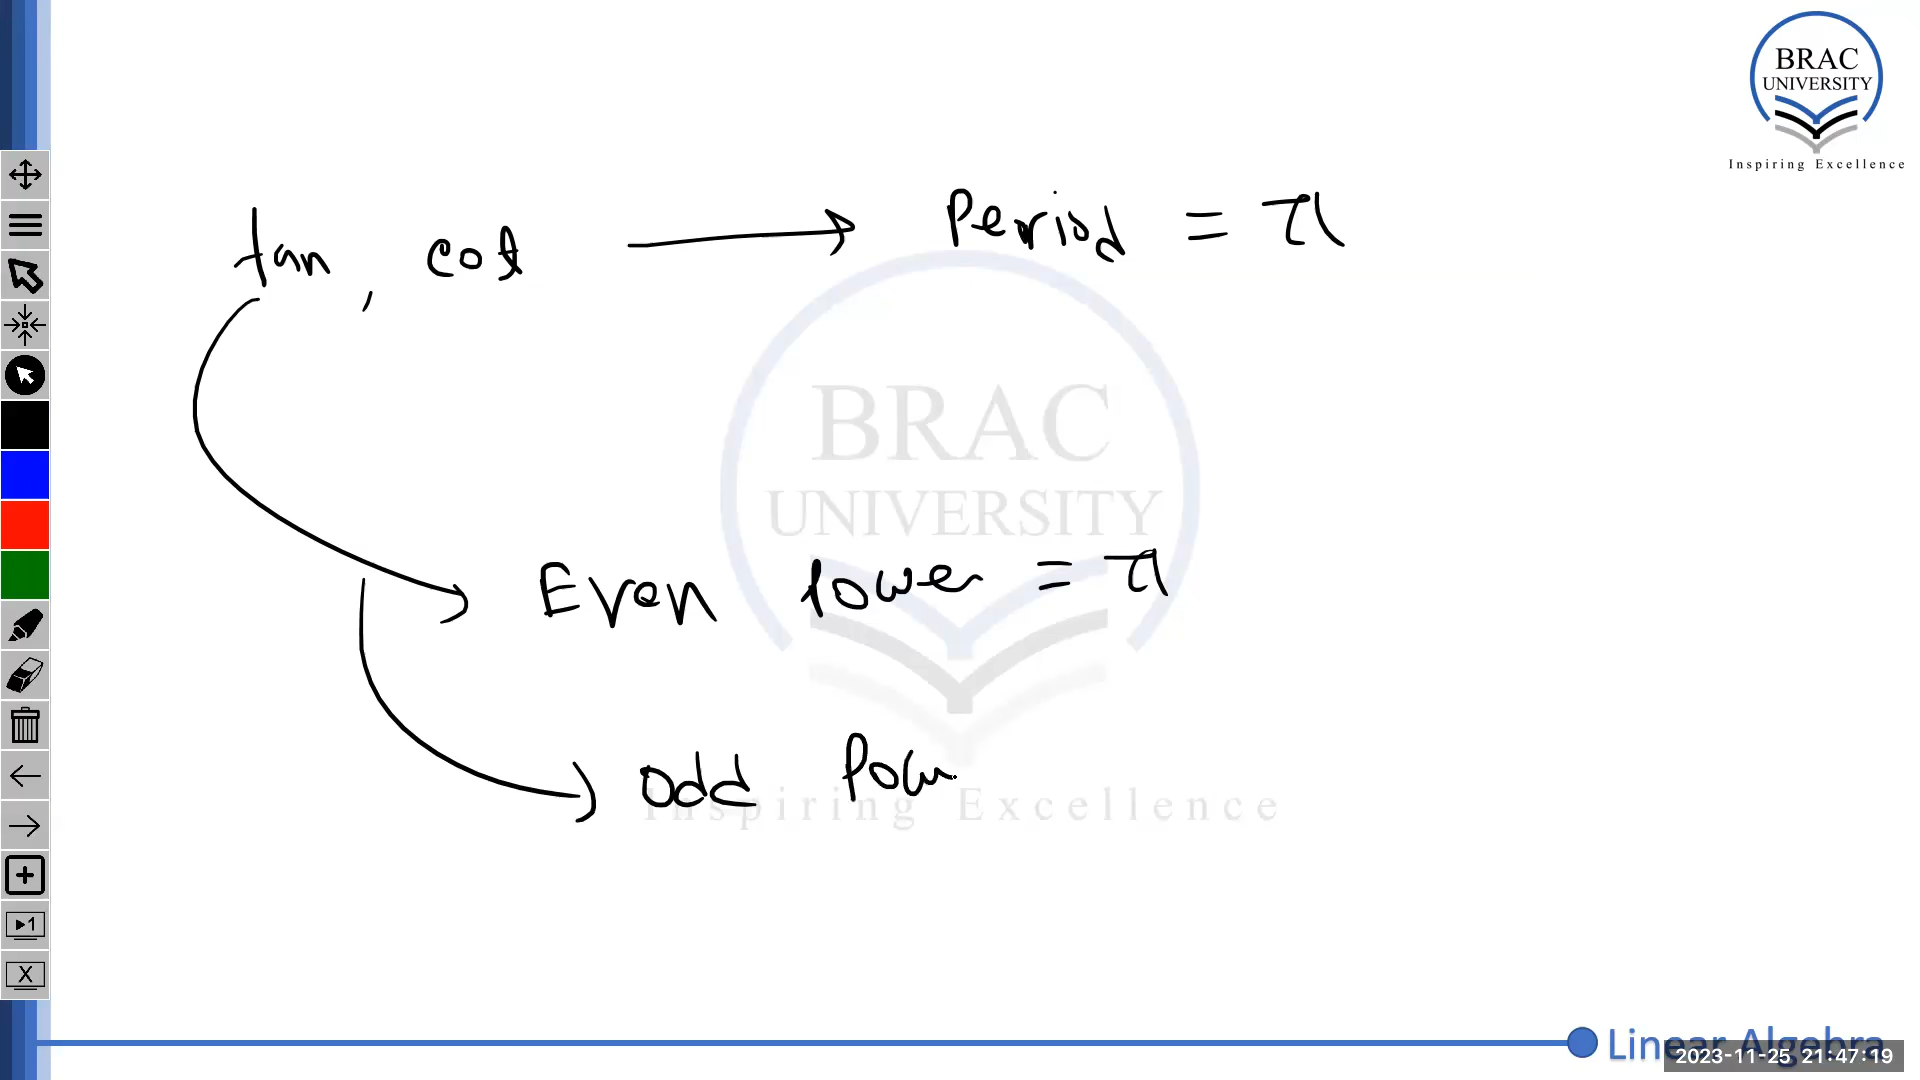 BRAC
UNIVERSITY
Inspiring Excellence
tan, cot → Period = π
BRAC
UNIVERSITY
Even Power = π
odd Pow
Inspiring Excellence
Linear Algebra
2023-11-25 21:47:19